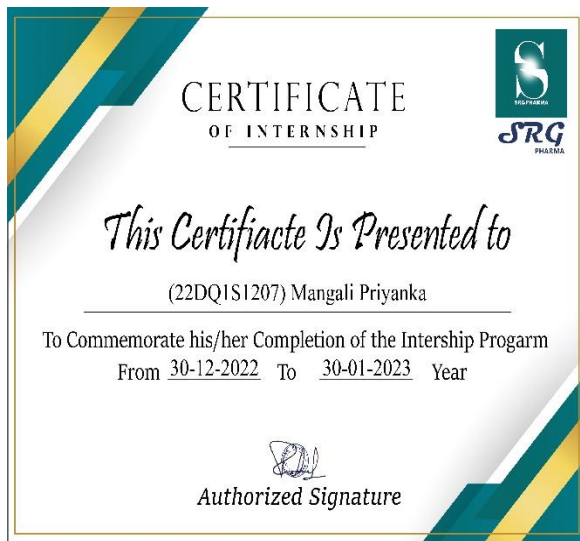 CERTIFICATE
OF INTERNSHIP
S
SRG PHARMA
SRG
PHARMA
This Certifiacte Is Presented to
(22DQ1S1207) Mangali Priyanka
To Commemorate his/her Completion of the Intership Progarm
From 30-12-2022 To 30-01-2023 Year
Authorized Signature